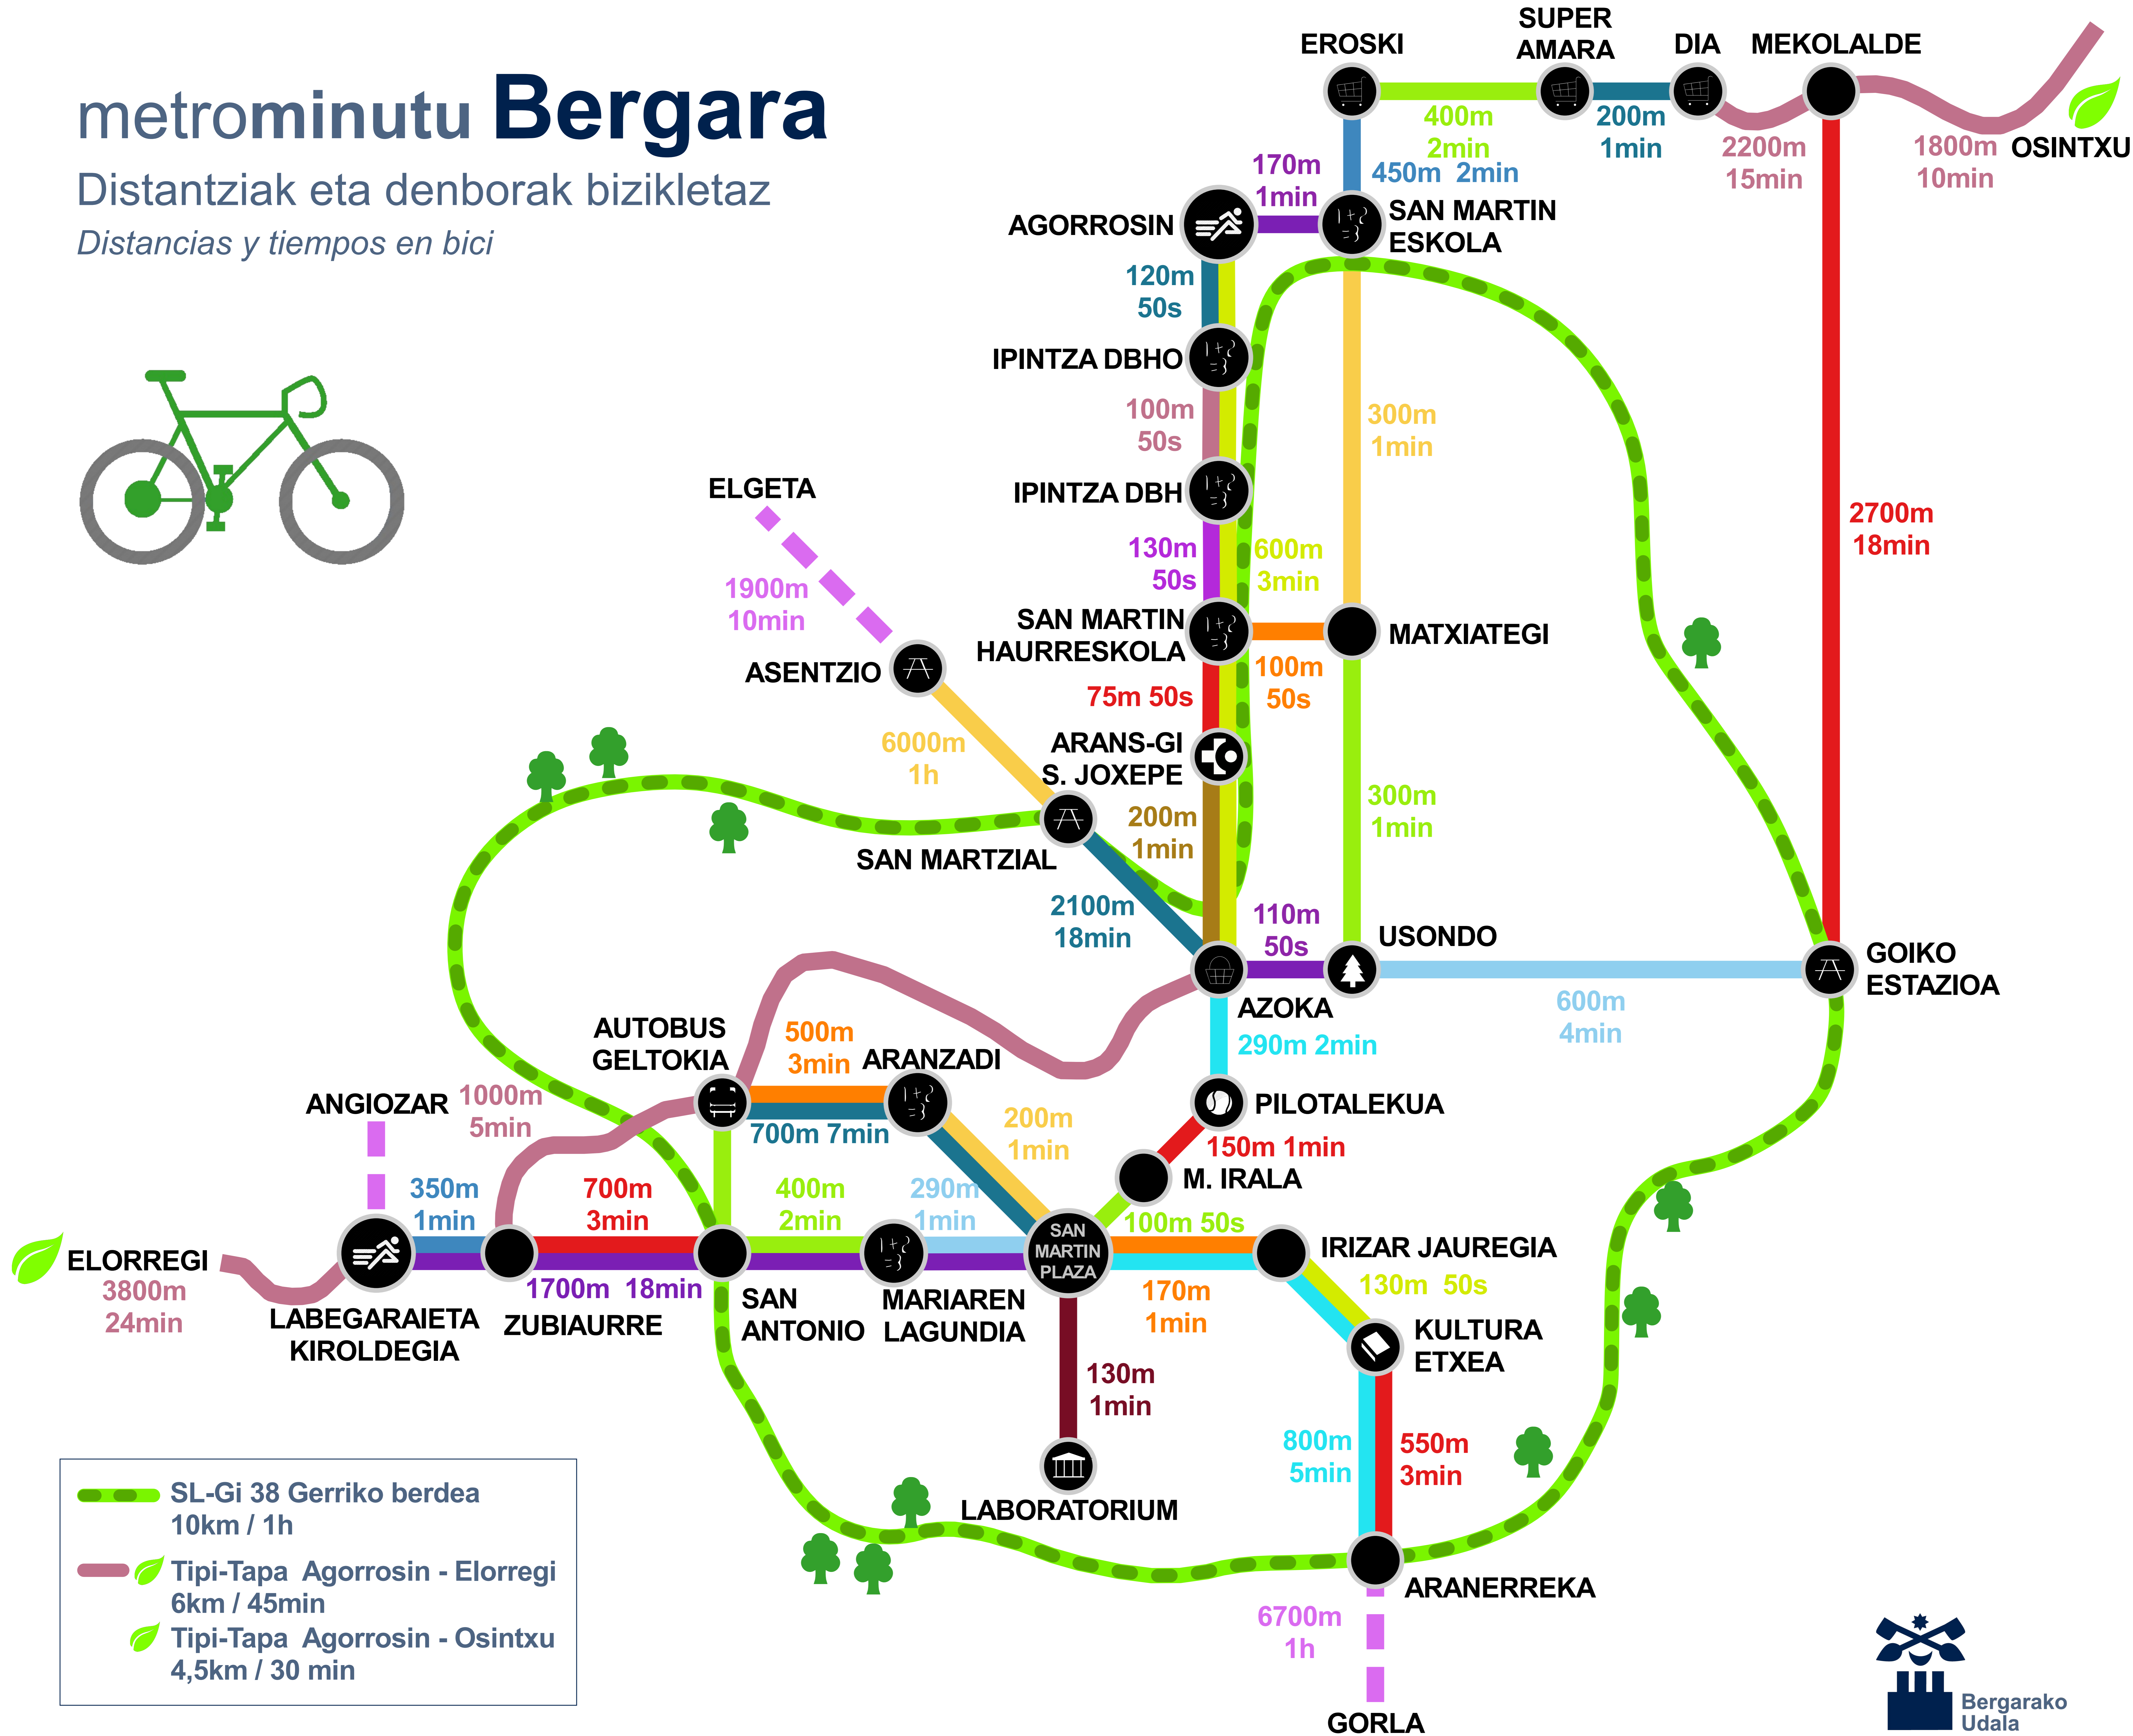 metrominutu Bergara
Distantziak eta denborak bizikletaz
Distancias y tiempos en bici
EROSKI
SUPER
AMARA
DIA
MEKOLALDE
OSINTXU
400m
2min
200m
1min
2200m
15min
1800m
10min
170m
1min
450m 2min
AGORROSIN
SAN MARTIN
ESKOLA
120m
50s
IPINTZA DBHO
100m
50s
300m
1min
ELGETA
IPINTZA DBH
2700m
18min
130m
50s
600m
3min
1900m
10min
SAN MARTIN
HAURRESKOLA
MATXIATEGI
ASENTZIO
100m
50s
75m 50s
6000m
1h
ARANS-GI
S. JOXEPE
200m
1min
300m
1min
SAN MARTZIAL
2100m
18min
110m
50s
USONDO
GOIKO
ESTAZIOA
AZOKA
600m
4min
AUTOBUS
GELTOKIA
500m
3min
ARANZADI
290m 2min
ANGIOZAR
1000m
5min
700m 7min
200m
1min
PILOTALEKUA
150m 1min
M. IRALA
350m
1min
700m
3min
400m
2min
290m
1min
100m 50s
SAN
MARTIN
PLAZA
IRIZAR JAUREGIA
ELORREGI
3800m
24min
1700m 18min
130m 50s
170m
1min
LABEGARAIETA
KIROLDEGIA
ZUBIAURRE
SAN
ANTONIO
MARIAREN
LAGUNDIA
KULTURA
ETXEA
130m
1min
800m
5min
550m
3min
LABORATORIUM
ARANERREKA
6700m
1h
GORLA
SL-Gi 38 Gerriko berdea
10km / 1h
Tipi-Tapa Agorrosin - Elorregi
6km / 45min
Tipi-Tapa Agorrosin - Osintxu
4,5km / 30 min
Bergarako
Udala